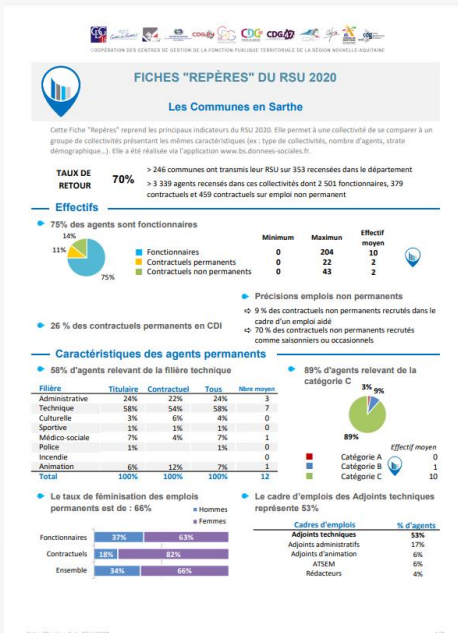 CDG47
COOPÉRATION DES CENTRES DE GESTION DE LA FONCTION PUBLIQUE TERRITORIALE DE LA RÉGION NOUVELLE-AQUITAINE
FICHES "REPÈRES" DU RSU 2020
Les Communes en Sarthe
Cette Fiche "Repères" reprend les principaux indicateurs du RSU 2020. Elle permet à une collectivité de se comparer à un
groupe de collectivités présentant les mêmes caractéristiques (ex : type de collectivités, nombre d'agents, strate
démographique...). Elle a été réalisée via l'application www.bs.donnees-sociales.fr.
TAUX DE RETOUR
70%
> 246 communes ont transmis leur RSU sur 353 recensées dans le département
> 3 339 agents recensés dans ces collectivités dont 2 501 fonctionnaires, 379
contractuels et 459 contractuels sur emploi non permanent
Effectifs
75% des agents sont fonctionnaires
14%
11%
75%
Minimum Maximun Effectif moyen
Fonctionnaires 0 204 10
Contractuels permanents 0 22 2
Contractuels non permanents 0 43 2
Précisions emplois non permanents
9 % des contractuels non permanents recrutés dans le
cadre d'un emploi aidé
26 % des contractuels permanents en CDI
70 % des contractuels non permanents recrutés
comme saisonniers ou occasionnels
Caractéristiques des agents permanents
58% d'agents relevant de la filière technique
Filière Titulaire Contractuel Tous Nbre moyen
Administrative 24% 22% 24% 3
Technique 58% 54% 58% 7
Culturelle 3% 6% 4% 0
Sportive 1% 1% 1% 0
Médico-sociale 7% 4% 7% 1
Police 1% 1% 0
Incendie 0
Animation 6% 12% 7% 1
Total 100% 100% 100% 12
89% d'agents relevant de la
catégorie C
3%
9%
89%
Effectif moyen
Catégorie A 0
Catégorie B 1
Catégorie C 10
Le taux de féminisation des emplois
permanents est de : 66%
Hommes
Femmes
Fonctionnaires 37% 63%
Contractuels 18% 82%
Ensemble 34% 66%
Le cadre d'emplois des Adjoints techniques
représente 53%
Cadres d'emplois % d'agents
Adjoints techniques 53%
Adjoints administratifs 17%
Adjoints d'animation 6%
ATSEM 6%
Rédacteurs 4%